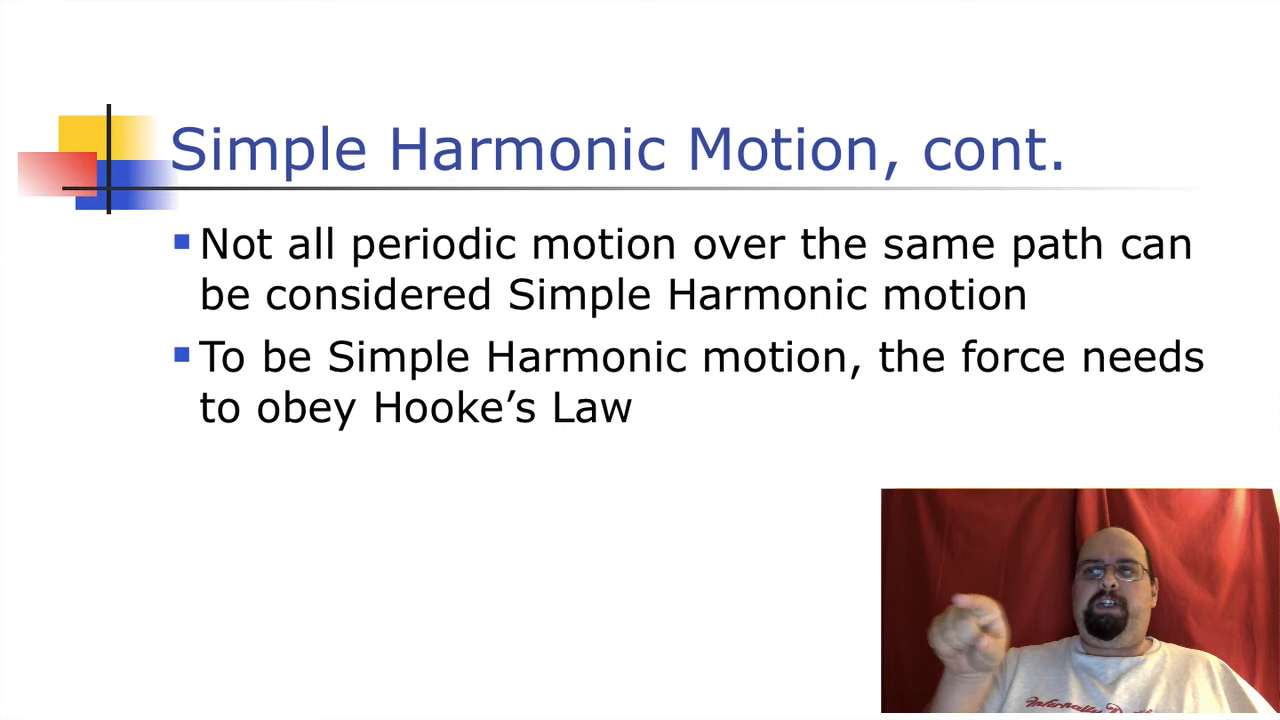 Simple Harmonic Motion, cont.
Not all periodic motion over the same path can
be considered Simple Harmonic motion
To be Simple Harmonic motion, the force needs
to obey Hooke’s Law